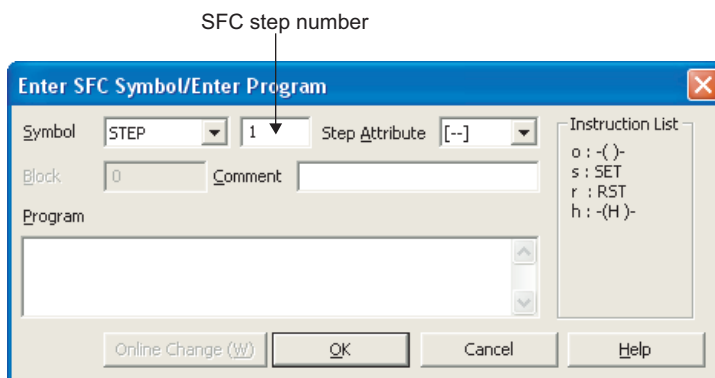 SFC step number
Enter SFC Symbol/Enter Program
Symbol STEP 1 Step Attribute [--]
Block 0 Comment
Program
Instruction List
o : -( )-
s : SET
r : RST
h : -(H )-
Online Change (W) OK Cancel Help